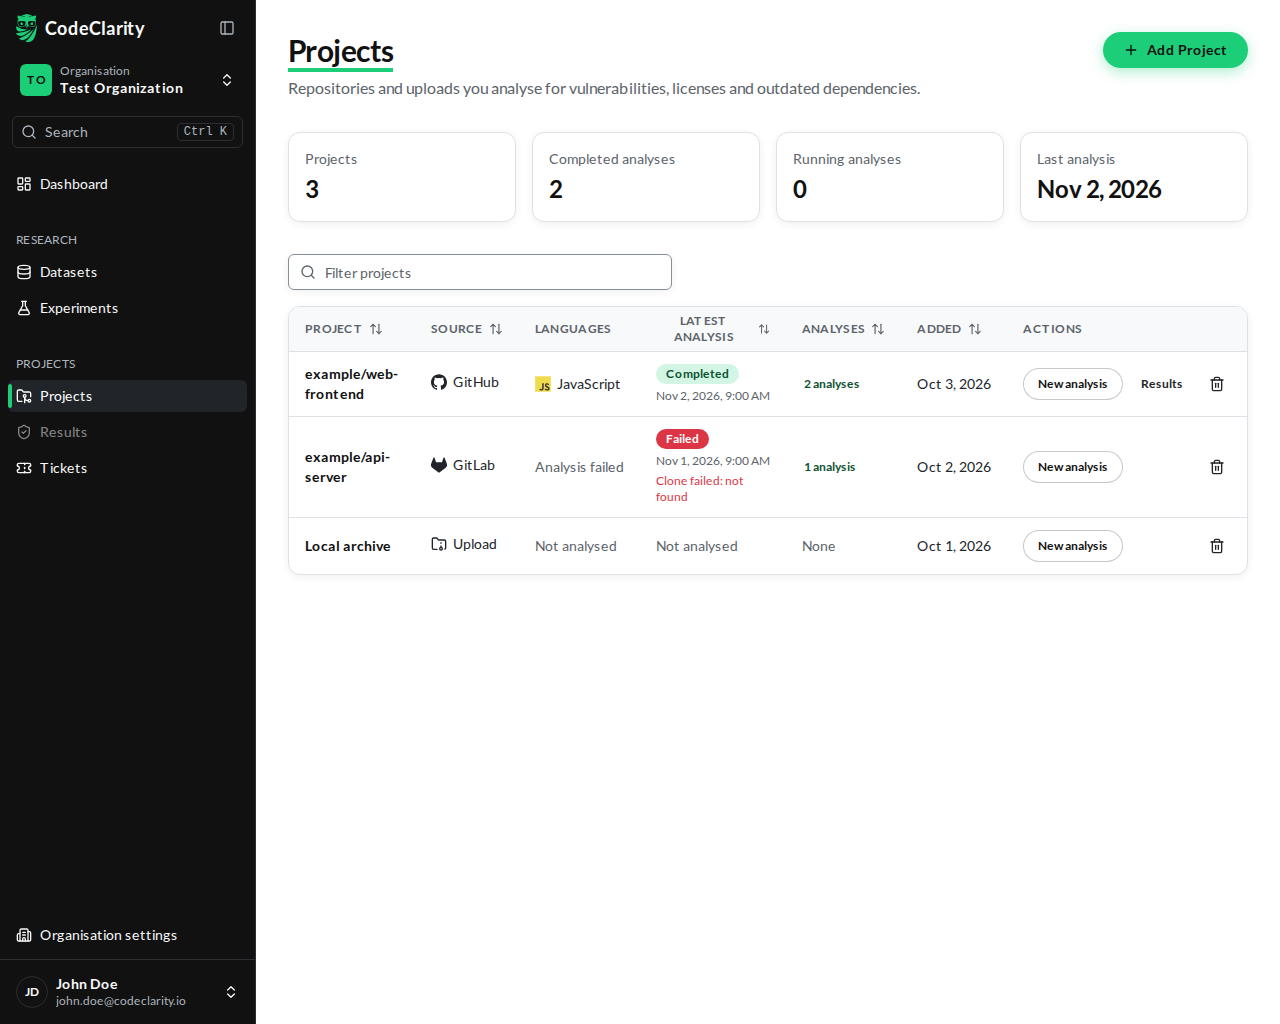 CodeClarity
TO
Organisation
Test Organization
Search
Ctrl K
Dashboard
RESEARCH
Datasets
Experiments
PROJECTS
Projects
Results
Tickets
Organisation settings
JD
John Doe
john.doe@codeclarity.io
Projects
Add Project
Repositories and uploads you analyse for vulnerabilities, licenses and outdated dependencies.
Projects
3
Completed analyses
2
Running analyses
0
Last analysis
Nov 2, 2026
Filter projects
PROJECT
SOURCE
LANGUAGES
LATEST
ANALYSIS
ANALYSES
ADDED
ACTIONS
example/web-
frontend
GitHub
JS
JavaScript
Completed
Nov 2, 2026, 9:00 AM
2 analyses
Oct 3, 2026
New analysis
Results
example/api-
server
GitLab
Analysis failed
Failed
Nov 1, 2026, 9:00 AM
Clone failed: not
found
1 analysis
Oct 2, 2026
New analysis
Local archive
Upload
Not analysed
Not analysed
None
Oct 1, 2026
New analysis